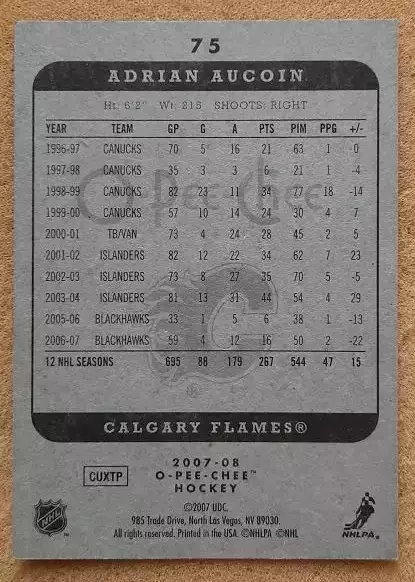 75
ADRIAN AUCOIN
Ht: 6'2" Wt: 215 SHOOTS: RIGHT
YEAR TEAM GP G A PTS PIM PPG +/-
1996-97 CANUCKS 70 5 16 21 63 1 0
1997-98 CANUCKS 35 3 3 6 21 1 -4
1998-99 CANUCKS 82 23 11 34 77 18 -14
1999-00 CANUCKS 57 10 14 24 30 4 7
2000-01 TB/VAN 73 4 24 28 45 2 5
2001-02 ISLANDERS 82 12 22 34 62 7 23
2002-03 ISLANDERS 73 8 27 35 70 5 -5
2003-04 ISLANDERS 81 13 31 44 54 4 29
2005-06 BLACKHAWKS 33 1 5 6 38 1 -13
2006-07 BLACKHAWKS 59 4 12 16 50 2 -22
12 NHL SEASONS 695 88 179 267 544 47 15
O-PEE-CHEE
®
CALGARY FLAMES®
2007-08
CUXTP O-PEE-CHEE™
HOCKEY
©2007 UDC.
985 Trade Drive, North Las Vegas, NV 89030.
All rights reserved. Printed in the USA. ©NHLPA ©NHL
NHL ™
NHLPA